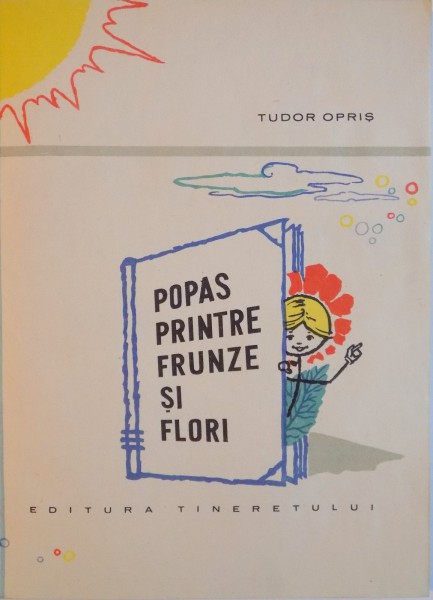 TUDOR OPRIȘ
POPAS
PRINTRE
FRUNZE
ȘI
FLORI
EDITURA TINERETULUI